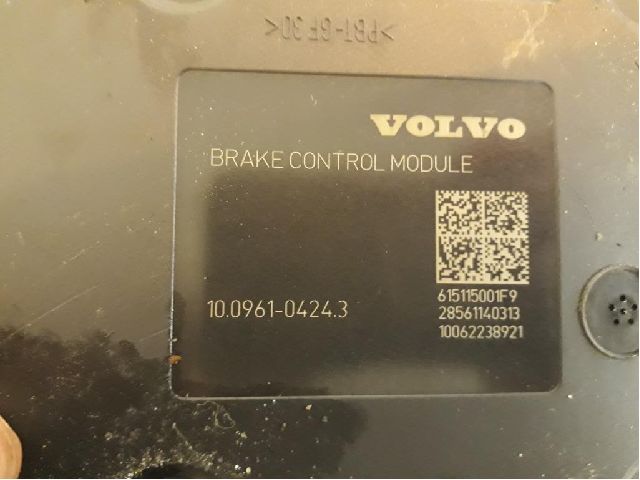 >PBT-GF30<
VOLVO
BRAKE CONTROL MODULE
10.0961-0424.3
615115001F9
28561140313
10062238921